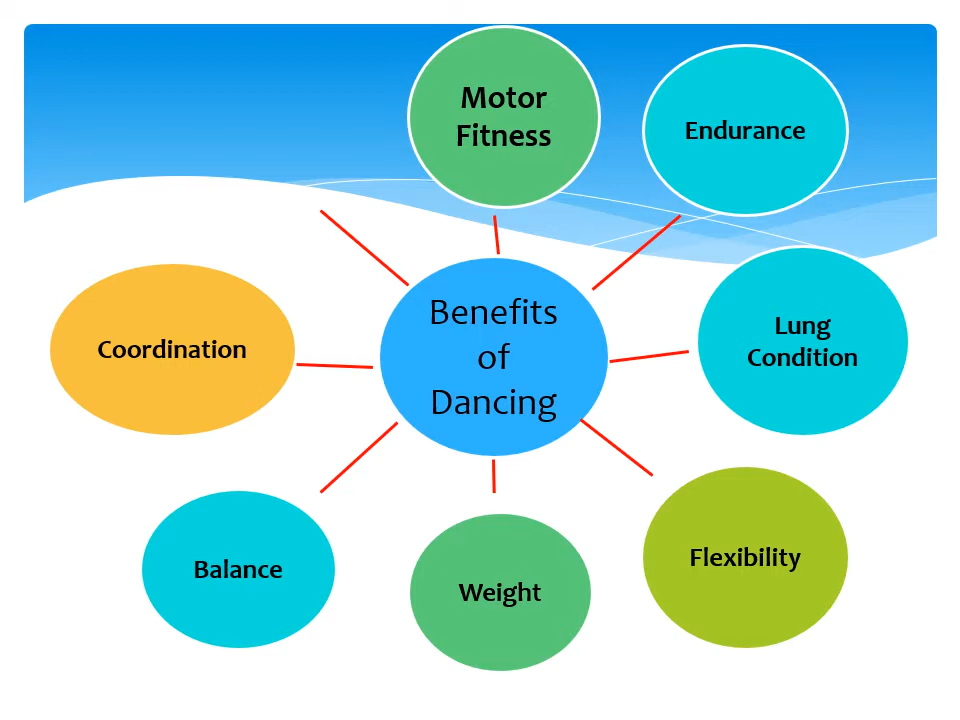 Motor
Fitness
Endurance
Benefits
of
Dancing
Lung
Condition
Coordination
Flexibility
Balance
Weight